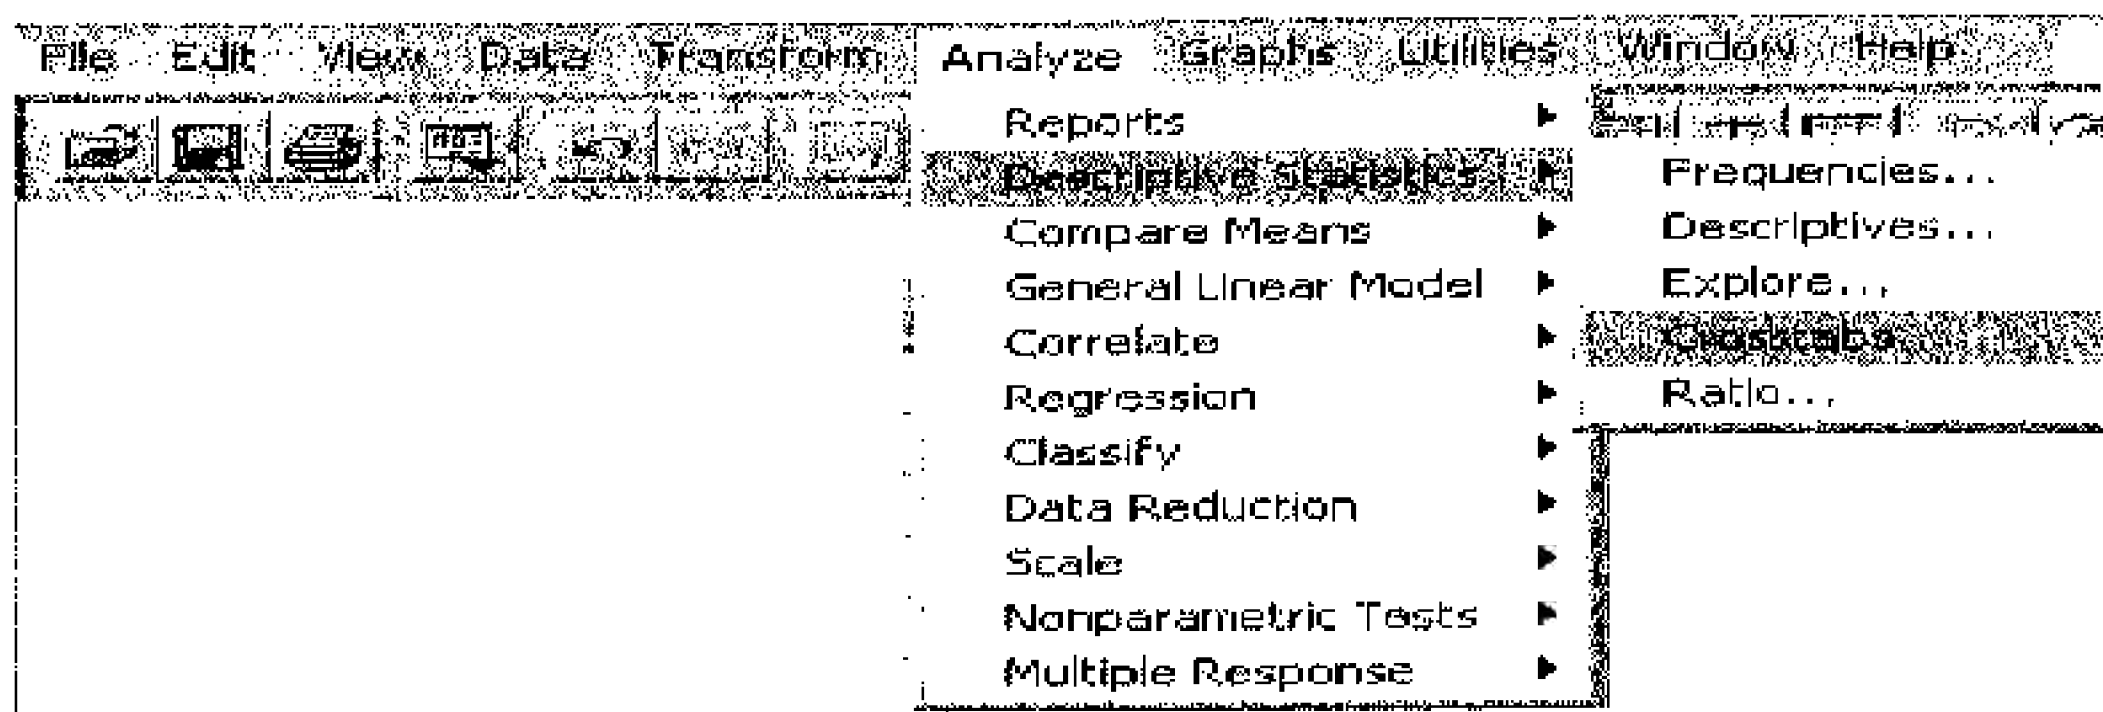 File Edit View Data Transform Analyze Graphs Utilities Window Help
Reports
Descriptive Statistics
Compare Means
General Linear Model
Correlate
Regression
Classify
Data Reduction
Scale
Nonparametric Tests
Multiple Response
Frequencies...
Descriptives...
Explore...
Crosstabs
Ratio...